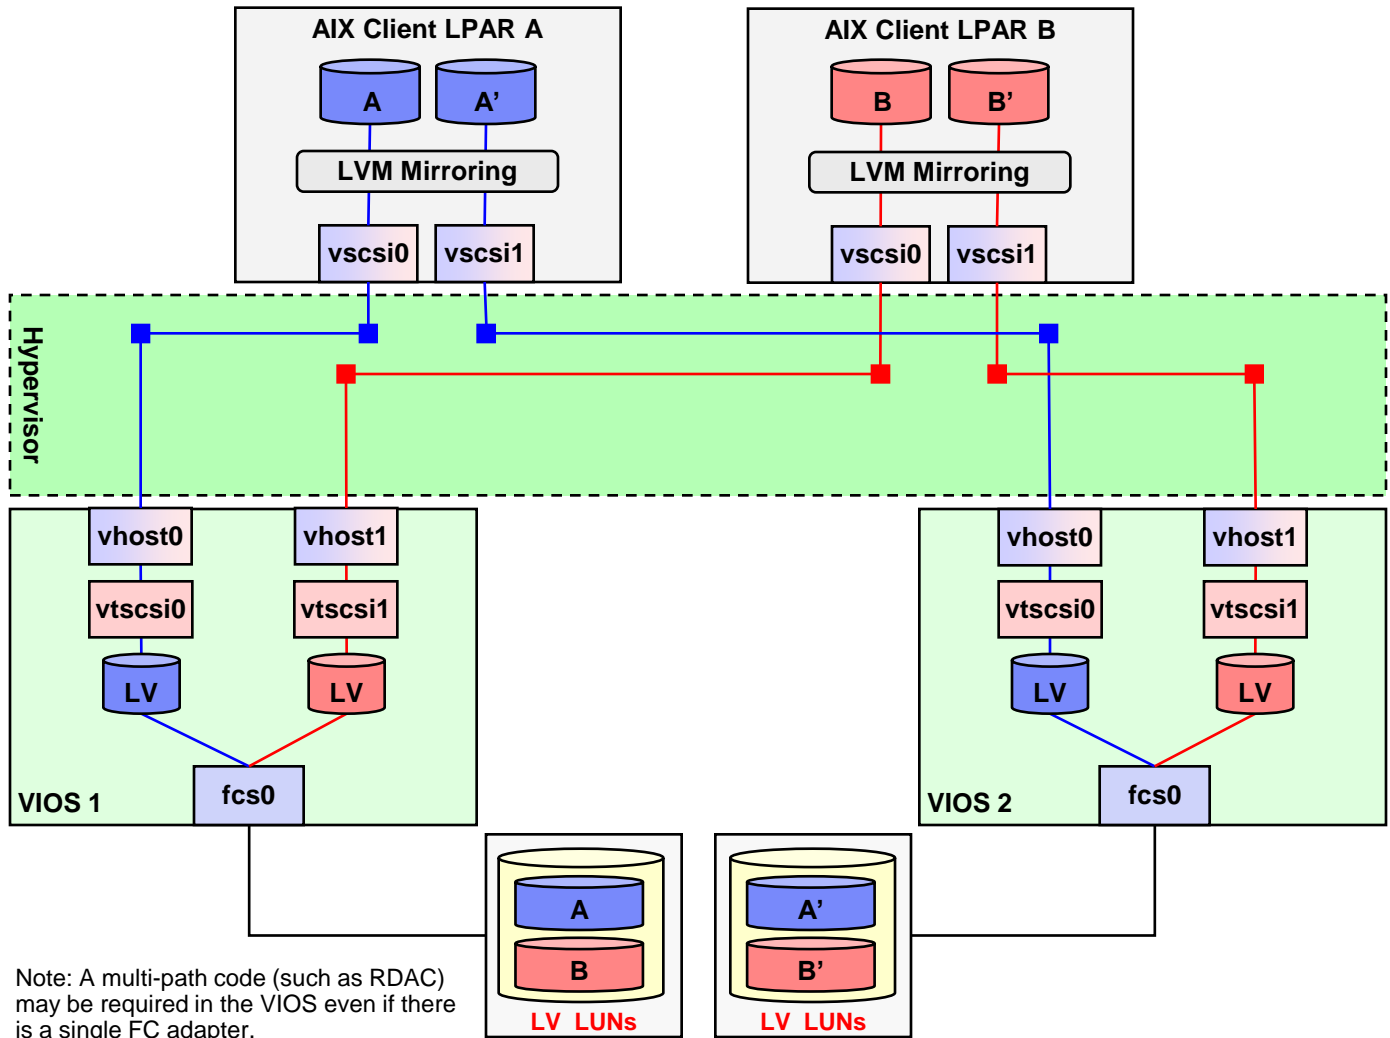 AIX Client LPAR A
AIX Client LPAR B
A
A’
B
B’
LVM Mirroring
LVM Mirroring
vscsi0
vscsi1
vscsi0
vscsi1
Hypervisor
vhost0
vhost1
vhost0
vhost1
vtscsi0
vtscsi1
vtscsi0
vtscsi1
LV
LV
LV
LV
VIOS 1
fcs0
VIOS 2
fcs0
A
A’
B
B’
LV LUNs
LV LUNs
Note: A multi-path code (such as RDAC)
may be required in the VIOS even if there
is a single FC adapter.